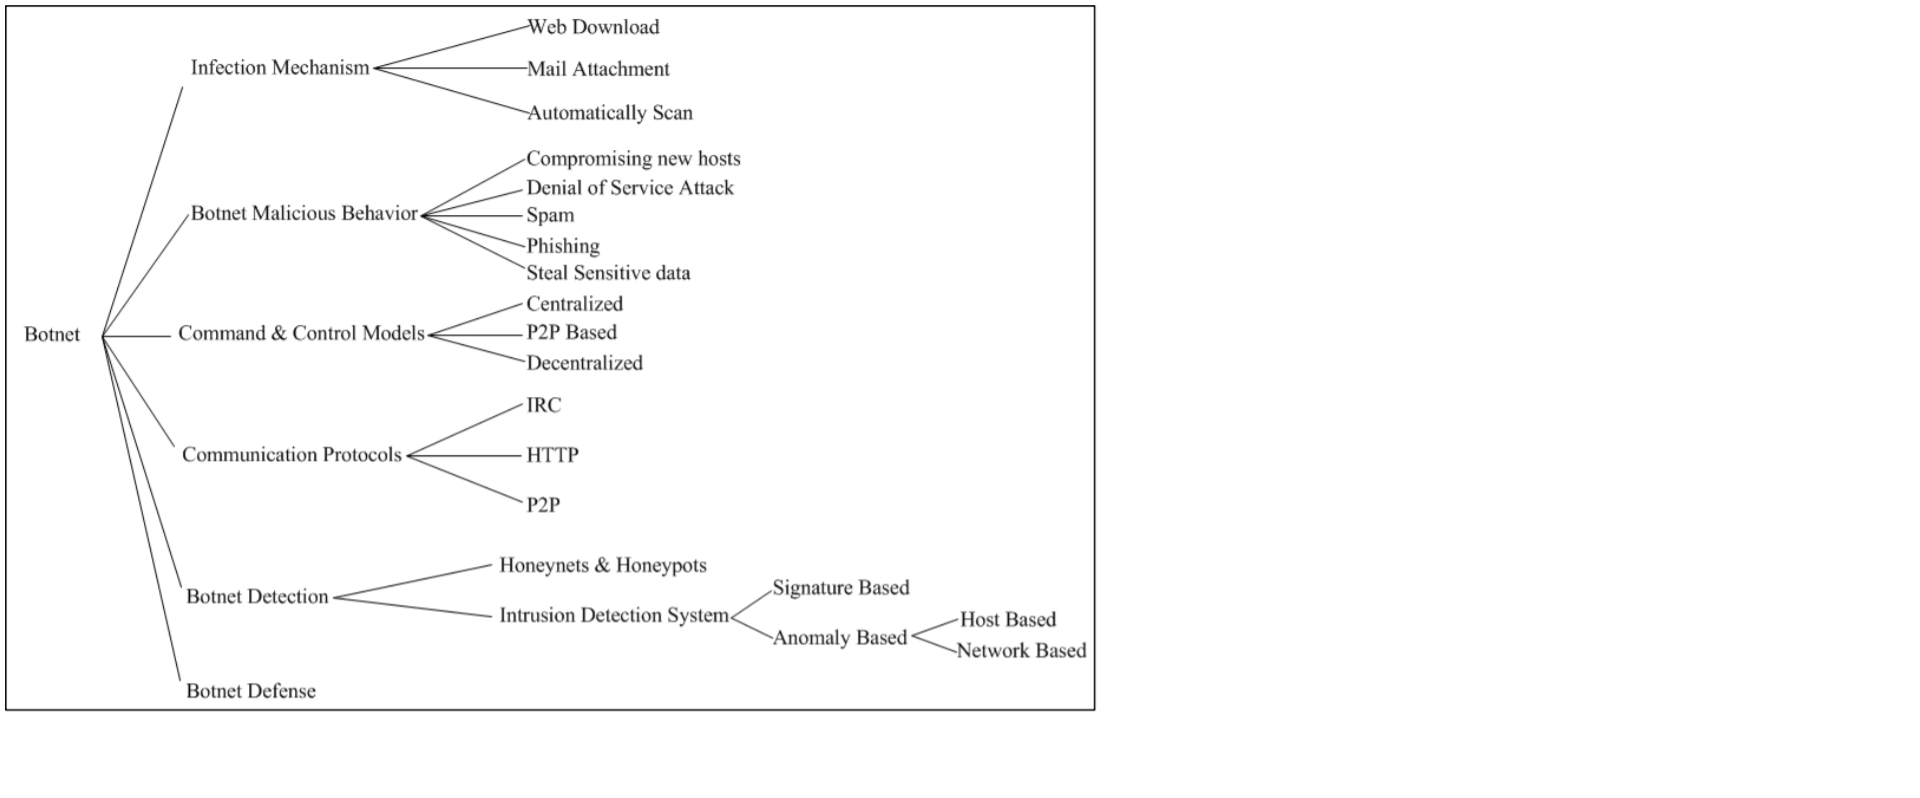 Web Download
Infection Mechanism
Mail Attachment
Automatically Scan
Compromising new hosts
Denial of Service Attack
Botnet Malicious Behavior
Spam
Phishing
Steal Sensitive data
Centralized
Botnet
Command & Control Models
P2P Based
Decentralized
IRC
Communication Protocols
HTTP
P2P
Honeynets & Honeypots
Botnet Detection
Intrusion Detection System
Signature Based
Anomaly Based
Host Based
Network Based
Botnet Defense